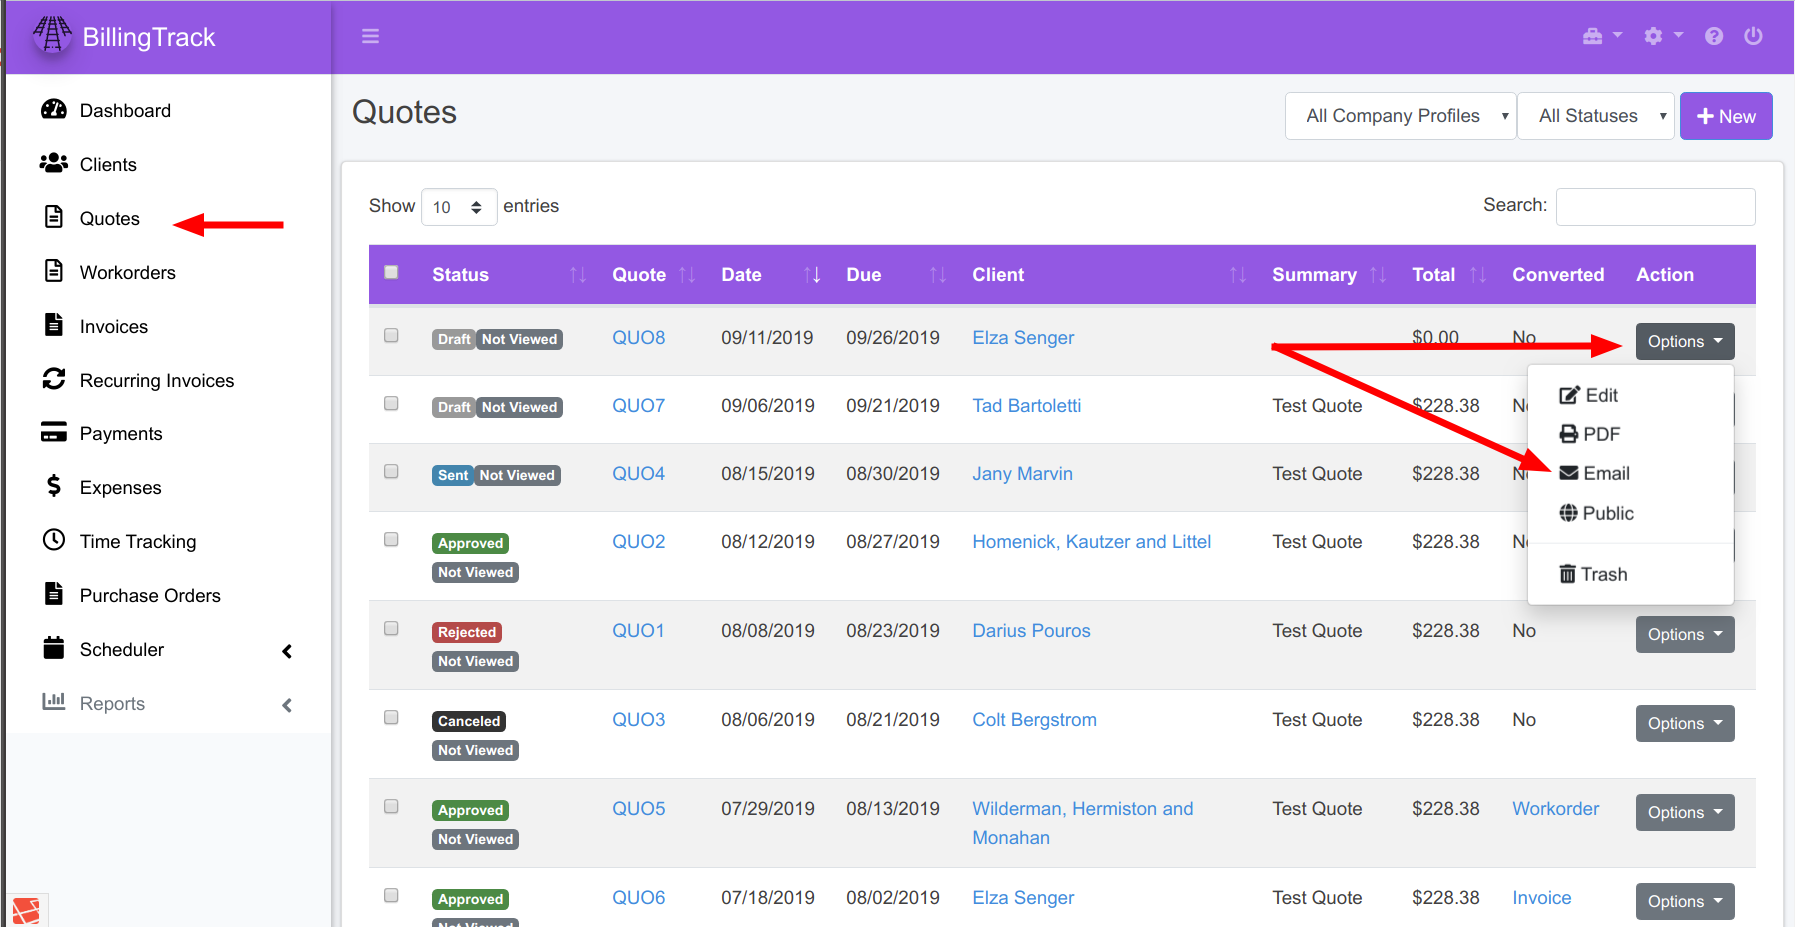 BillingTrack
Dashboard
Clients
Quotes
Workorders
Invoices
Recurring Invoices
Payments
Expenses
Time Tracking
Purchase Orders
Scheduler
Reports
Quotes
All Company Profiles
All Statuses
New
Show 10 entries
Search:
Status Quote Date Due Client Summary Total Converted Action
Draft Not Viewed QUO8 09/11/2019 09/26/2019 Elza Senger $0.00 No Options
Edit
PDF
Email
Public
Trash
Draft Not Viewed QUO7 09/06/2019 09/21/2019 Tad Bartoletti Test Quote $228.38
Sent Not Viewed QUO4 08/15/2019 08/30/2019 Jany Marvin Test Quote $228.38
Approved QUO2 08/12/2019 08/27/2019 Homenick, Kautzer and Littel Test Quote $228.38
Not Viewed
Rejected QUO1 08/08/2019 08/23/2019 Darius Pouros Test Quote $228.38 No Options
Not Viewed
Canceled QUO3 08/06/2019 08/21/2019 Colt Bergstrom Test Quote $228.38 No Options
Not Viewed
Approved QUO5 07/29/2019 08/13/2019 Wilderman, Hermiston and Test Quote $228.38 Workorder Options
Not Viewed Monahan
Approved QUO6 07/18/2019 08/02/2019 Elza Senger Test Quote $228.38 Invoice Options
Not Viewed